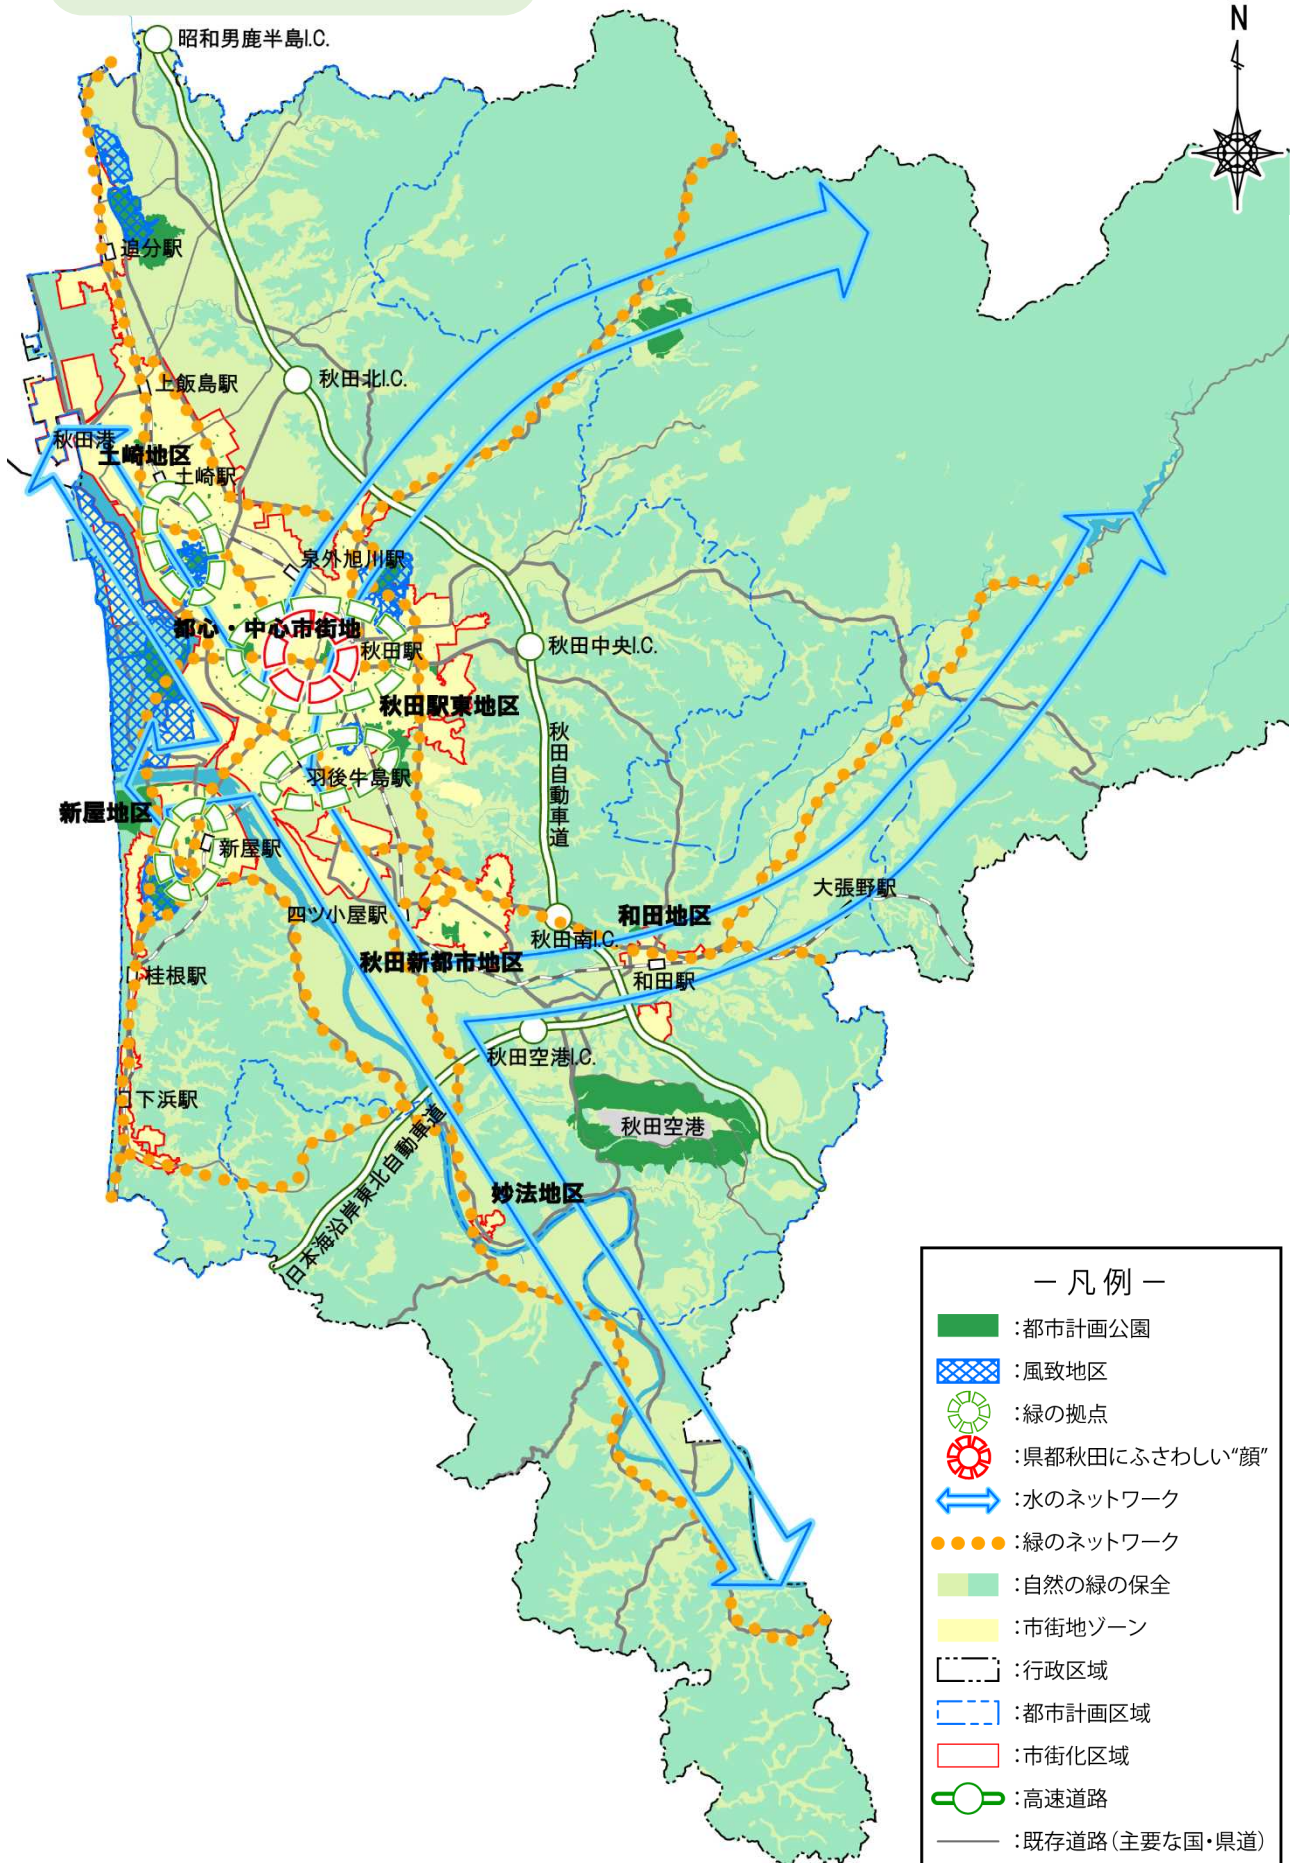 N
昭和男鹿半島I.C.
追分駅
上飯島駅
秋田北I.C.
秋田港
土崎地区
土崎駅
泉外旭川駅
都心・中心市街地
秋田駅
秋田中央I.C.
秋田駅東地区
秋田自動車道
羽後牛島駅
新屋地区
新屋駅
大張野駅
四ツ小屋駅
和田地区
秋田南I.C.
秋田新都市地区
桂根駅
和田駅
秋田空港I.C.
下浜駅
秋田空港
日本海沿岸東北自動車道
妙法地区
－凡例－
：都市計画公園
：風致地区
：緑の拠点
：県都秋田にふさわしい“顔”
：水のネットワーク
：緑のネットワーク
：自然の緑の保全
：市街地ゾーン
：行政区域
：都市計画区域
：市街化区域
：高速道路
：既存道路（主要な国・県道）